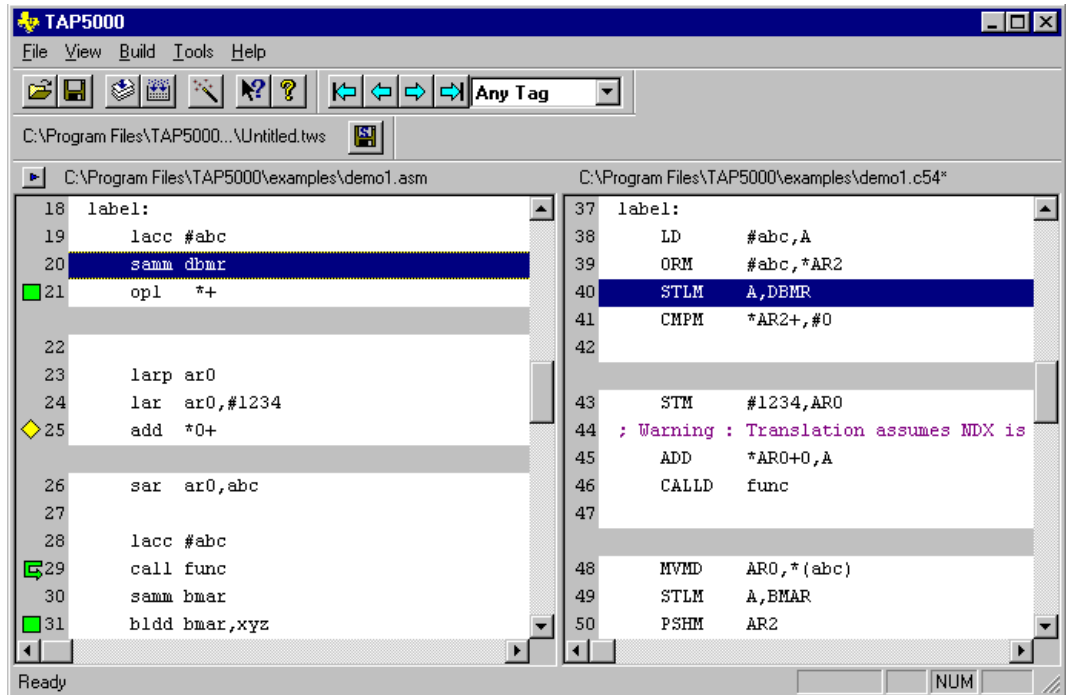 TAP5000
File View Build Tools Help
Any Tag
C:\Program Files\TAP5000...\Untitled.tws
C:\Program Files\TAP5000\examples\demo1.asm
18 label:
19 lacc #abc
20 samm dbmr
21 opl *+
22
23 larp ar0
24 lar ar0,#1234
25 add *0+
26 sar ar0,abc
27
28 lacc #abc
29 call func
30 samm bmar
31 bldd bmar,xyz
C:\Program Files\TAP5000\examples\demo1.c54*
37 label:
38 LD #abc,A
39 ORM #abc,*AR2
40 STLM A,DBMR
41 CMPM *AR2+,#0
42
43 STM #1234,AR0
44 ; Warning : Translation assumes NDX is
45 ADD *AR0+0,A
46 CALLD func
47
48 MVMD AR0,*(abc)
49 STLM A,BMAR
50 PSHM AR2
Ready NUM